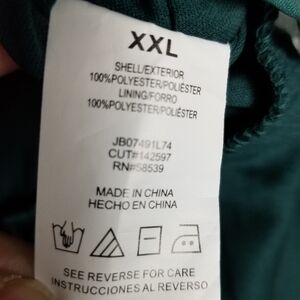 XXL
SHELL/EXTERIOR
100%POLYESTER/POLIÉSTER
LINING/FORRO
100%POLYESTER/POLIÉSTER
JB07491L74
CUT#142597
RN#58539
MADE IN CHINA
HECHO EN CHINA
SEE REVERSE FOR CARE
INSTRUCTIONS AL REVERSO